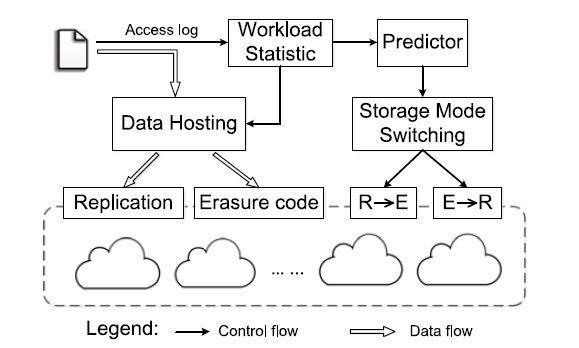 Access log
Workload
Statistic
Predictor
Data Hosting
Storage Mode
Switching
Replication
Erasure code
R→E
E→R
... ...
Legend:
Control flow
Data flow